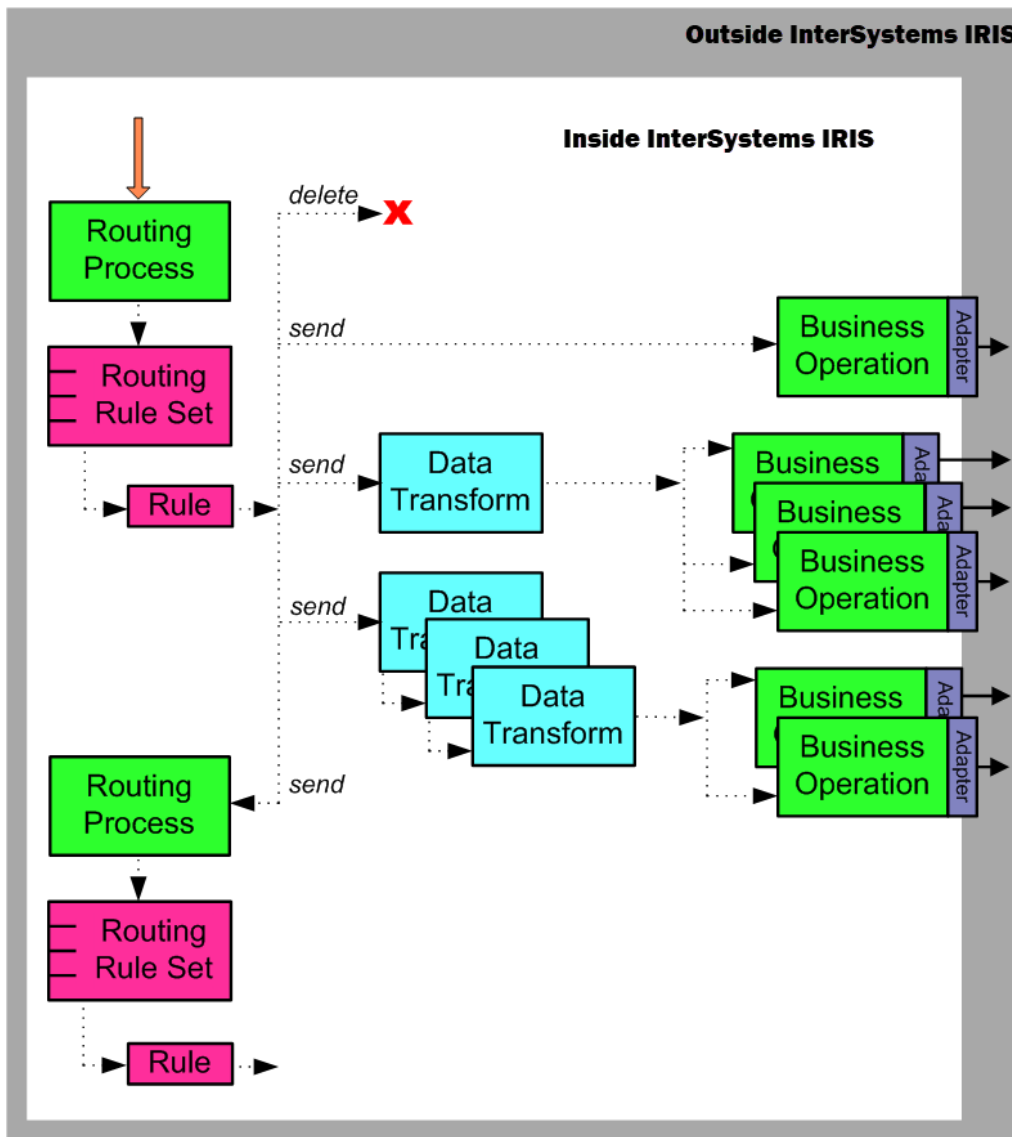 Outside InterSystems IRIS
Inside InterSystems IRIS
delete
X
Routing
Process
send
Business
Operation
Adapter
Routing
Rule Set
send
Data
Transform
Business
Business
Business
Operation
Adapter
Rule
send
Data
Data
Data
Transform
Business
Business
Operation
Adapter
send
Routing
Process
Routing
Rule Set
Rule